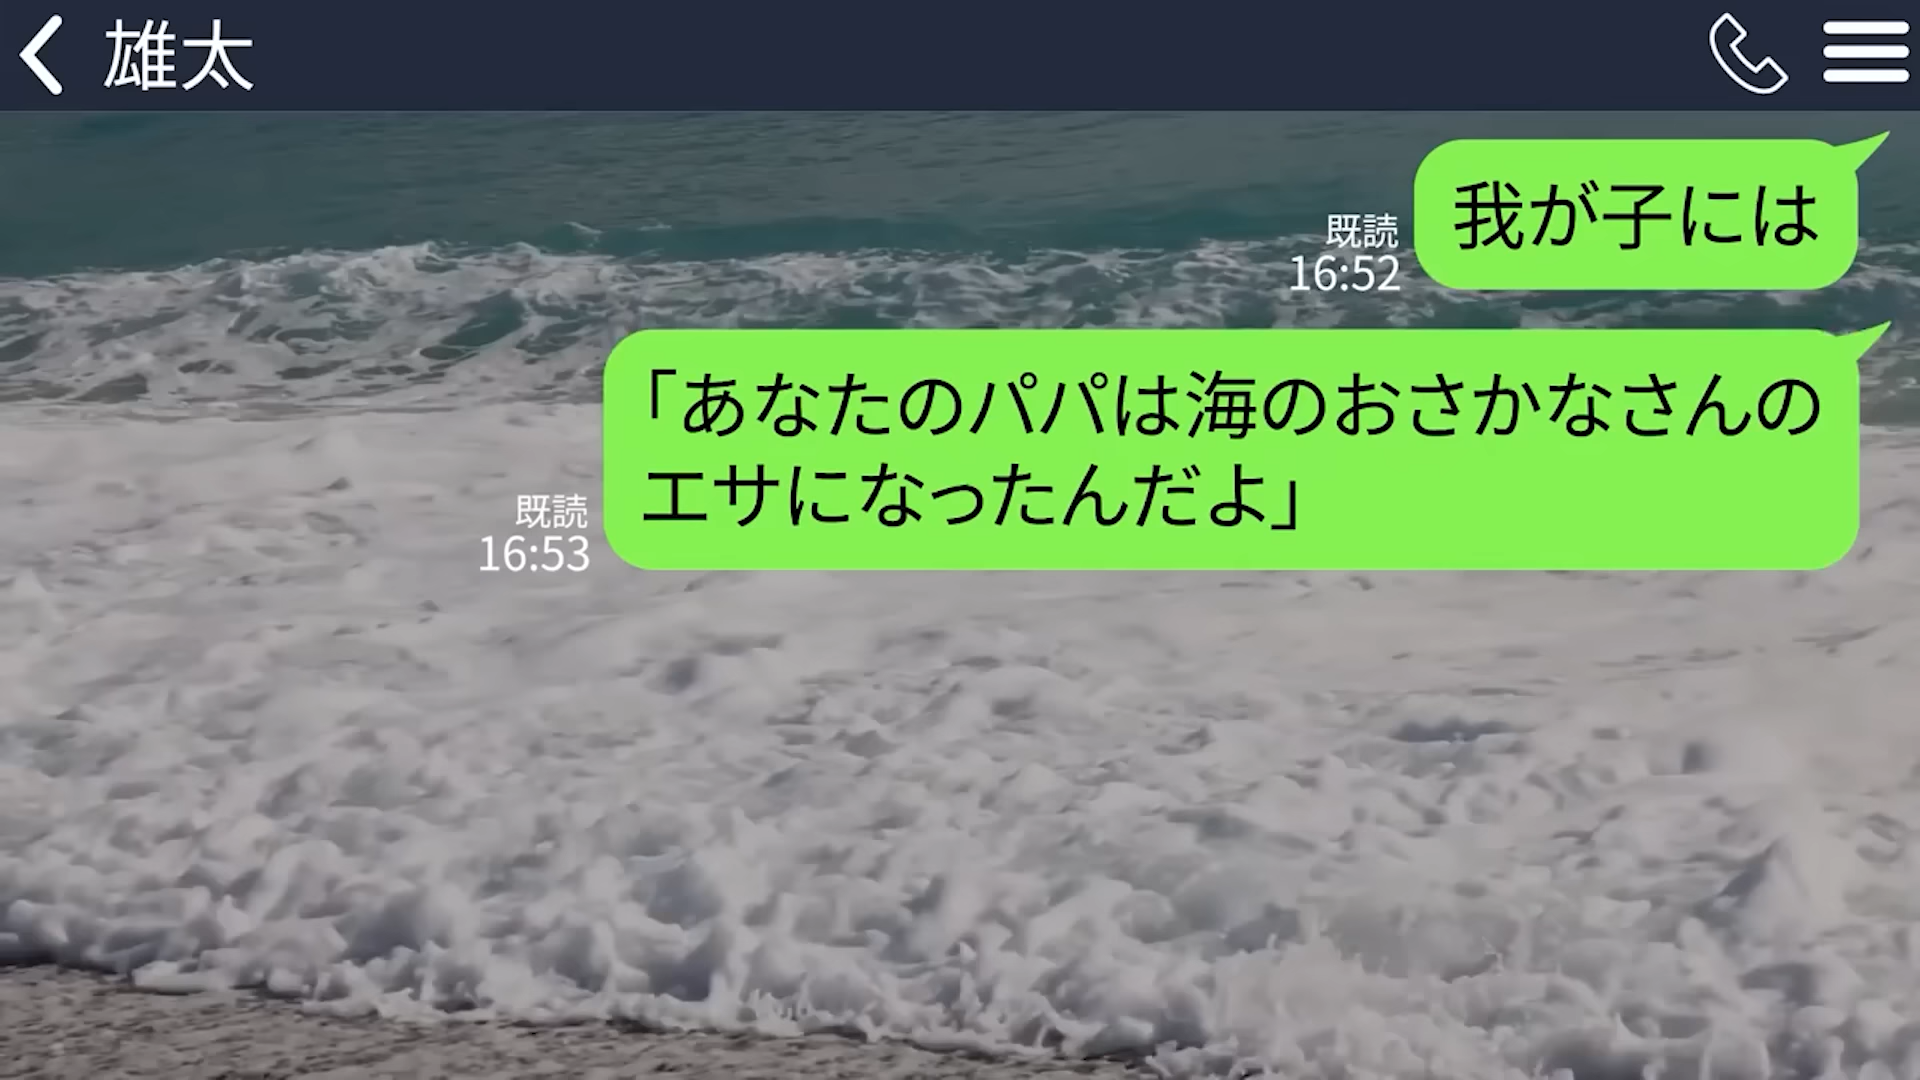 雄太
我が子には
既読
16:52
「あなたのパパは海のおさかなさんの
エサになったんだよ」
既読
16:53